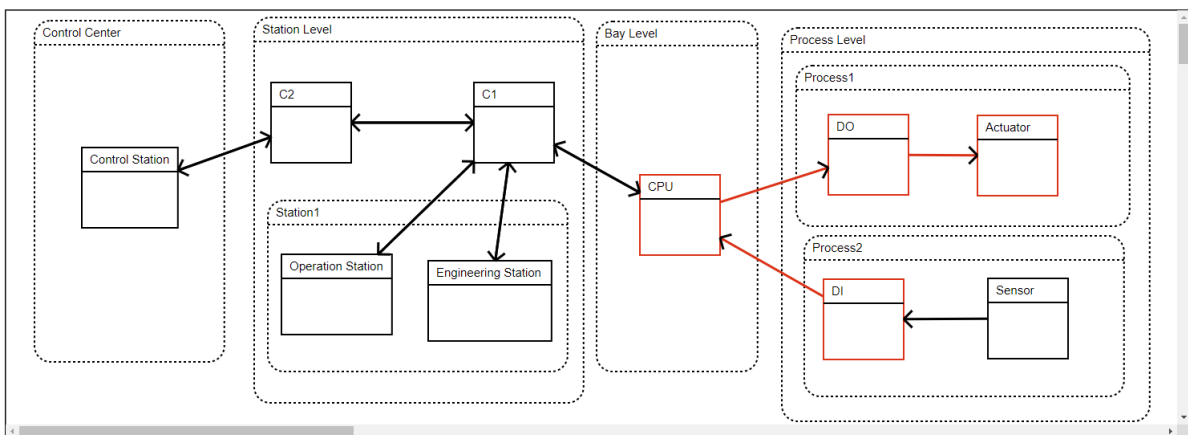 Control Center
Control Station
Station Level
C2
C1
Station1
Operation Station
Engineering Station
Bay Level
CPU
Process Level
Process1
DO
Actuator
Process2
DI
Sensor